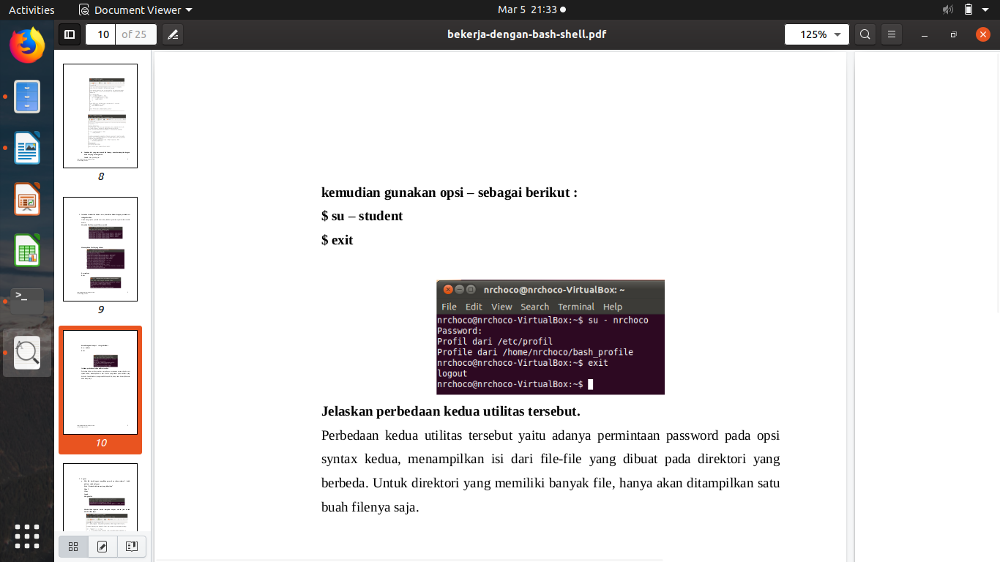 Activities
Document Viewer
Mar 5 21:33
10 of 25
bekerja-dengan-bash-shell.pdf
125%
8
9
10
kemudian gunakan opsi – sebagai berikut :
$ su – student
$ exit
nrchoco@nrchoco-VirtualBox: ~
File Edit View Search Terminal Help
nrchoco@nrchoco-VirtualBox:~$ su - nrchoco
Password:
Profil dari /etc/profil
Profile dari /home/nrchoco/bash_profile
nrchoco@nrchoco-VirtualBox:~$ exit
logout
nrchoco@nrchoco-VirtualBox:~$
Jelaskan perbedaan kedua utilitas tersebut.
Perbedaan kedua utilitas tersebut yaitu adanya permintaan password pada opsi
syntax kedua, menampilkan isi dari file-file yang dibuat pada direktori yang
berbeda. Untuk direktori yang memiliki banyak file, hanya akan ditampilkan satu
buah filenya saja.